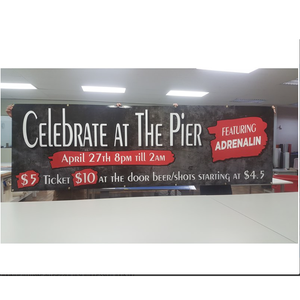 Celebrate at The Pier
Featuring
Adrenalin
April 27th 8pm till 2am
$5 Ticket $10 at the door beer/shots starting at $4.5